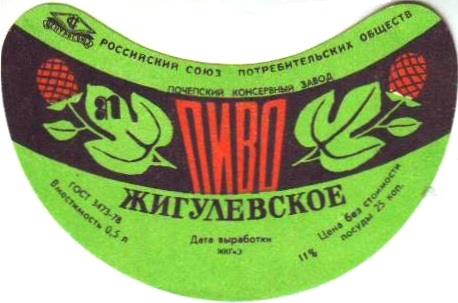 РОССИЙСКИЙ СОЮЗ ПОТРЕБИТЕЛЬСКИХ ОБЩЕСТВ
ПОЧЕПСКИЙ КОНСЕРВНЫЙ ЗАВОД
ПИВО
ЖИГУЛЕВСКОЕ
ГОСТ 3473-78
Вместимость 0,5 л
Дата выработки
11%
Цена без стоимости
посуды 25 коп.